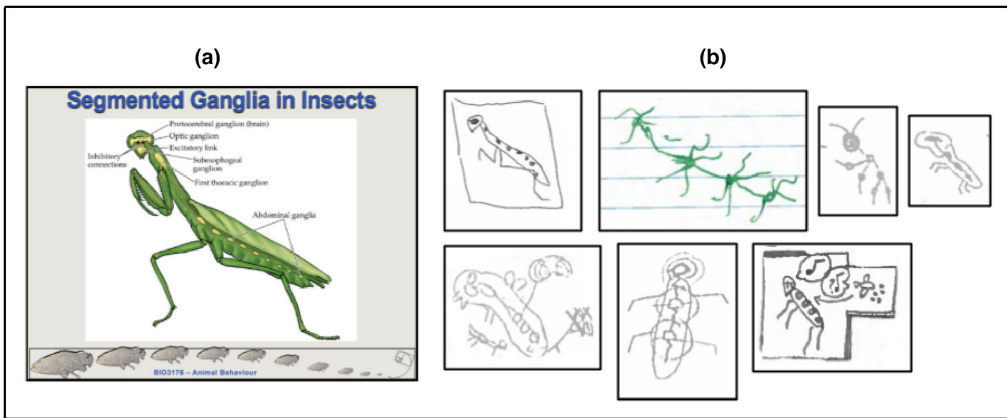 (a)
(b)
Segmented Ganglia in Insects
Protocerebral ganglion (brain)
Optic ganglion
Excitatory link
Inhibitory
connections
Subesophageal
ganglion
First thoracic ganglion
Abdominal ganglia
BIO3176 – Animal Behaviour